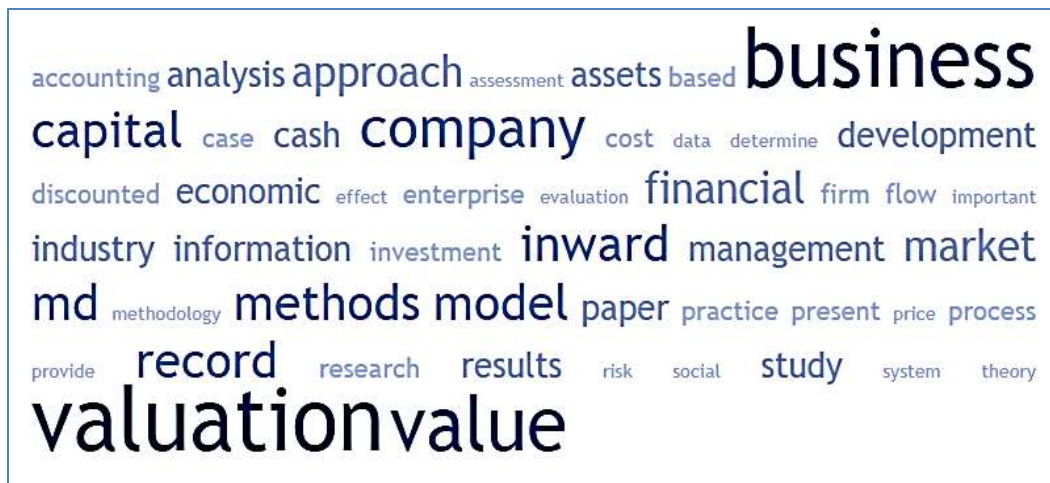 accounting analysis approach assessment assets based business
capital case cash company cost data determine development
discounted economic effect enterprise evaluation financial firm flow important
industry information investment inward management market
md methodology methods model paper practice present price process
provide record research results risk social study system theory
valuation value